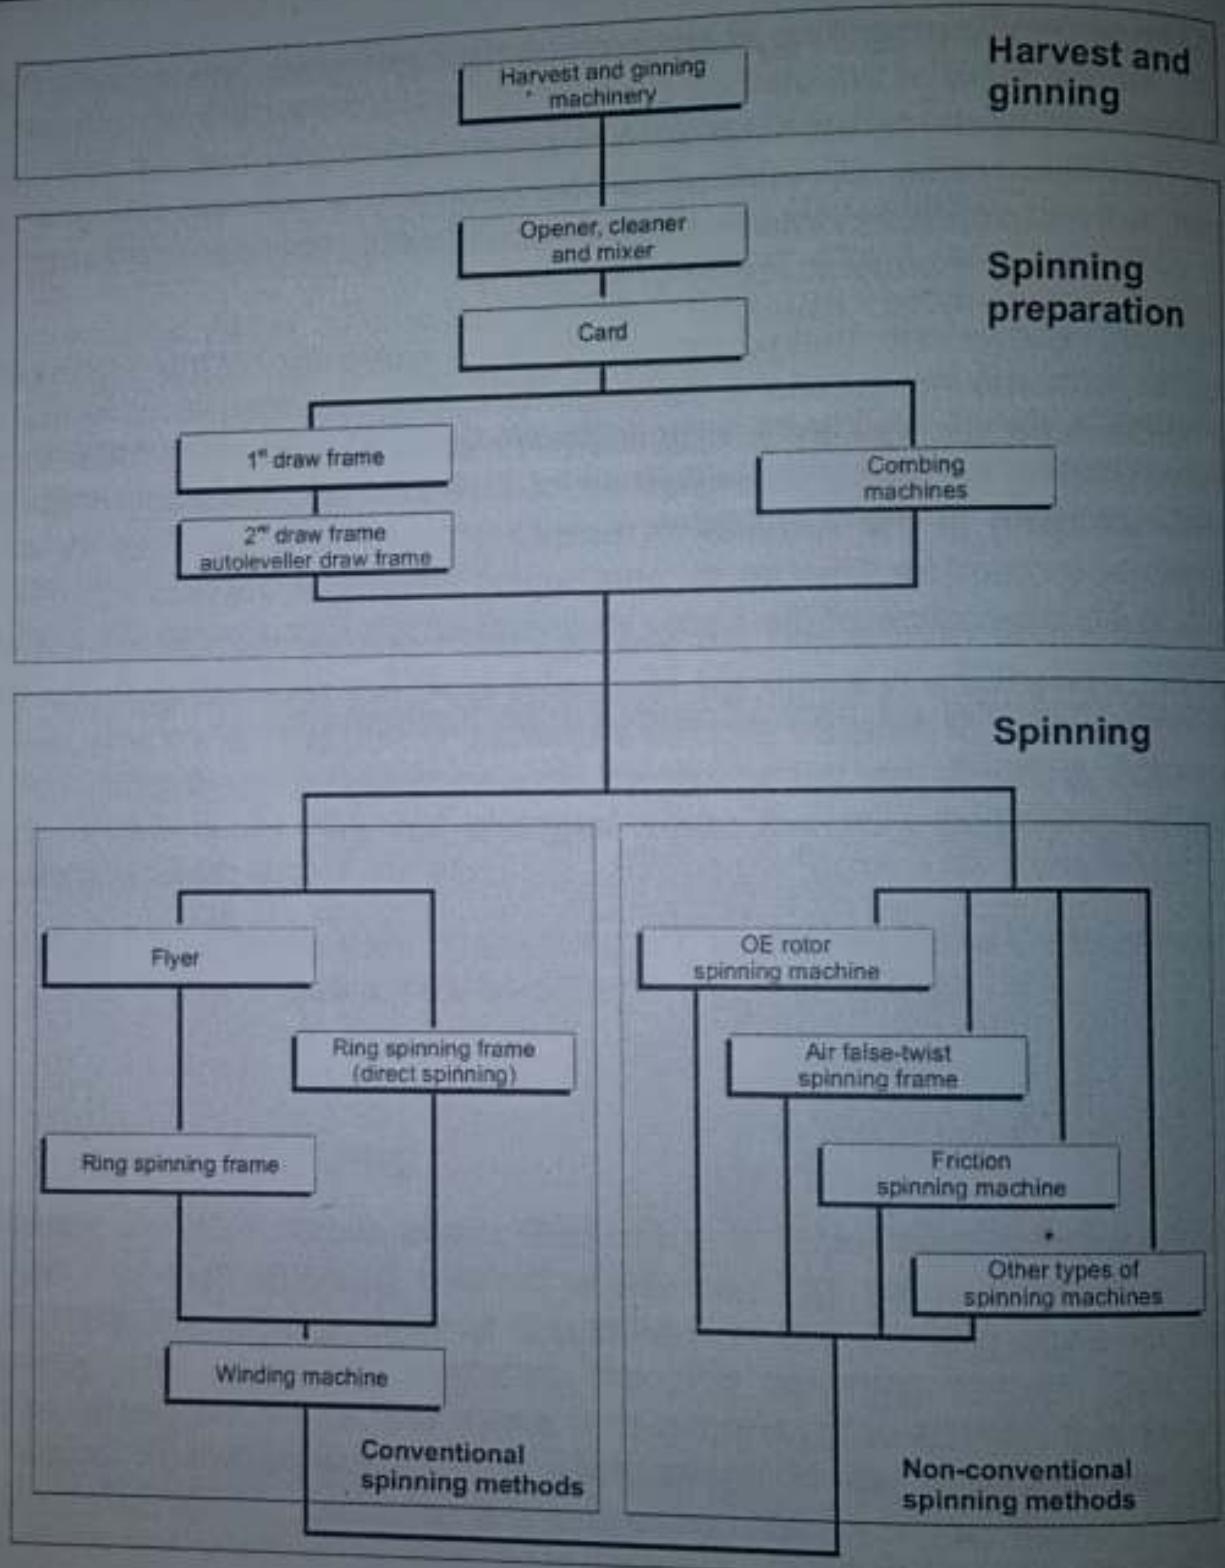 Harvest and ginning
machinery
Harvest and
ginning
Opener, cleaner
and mixer
Spinning
preparation
Card
1st draw frame
Combing
machines
2nd draw frame
autoleveller draw frame
Spinning
Flyer
OE rotor
spinning machine
Ring spinning frame
(direct spinning)
Air false-twist
spinning frame
Ring spinning frame
Friction
spinning machine
Other types of
spinning machines
Winding machine
Conventional
spinning methods
Non-conventional
spinning methods